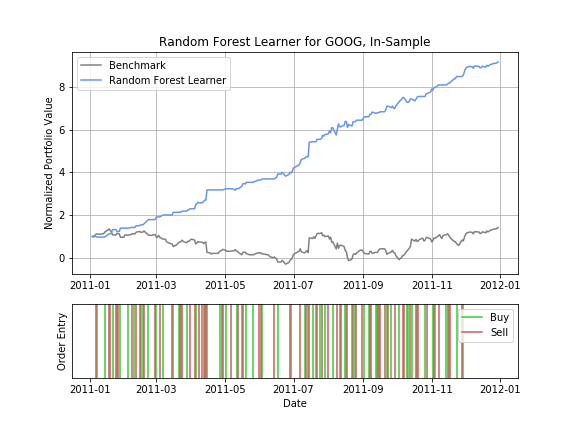 Random Forest Learner for GOOG, In-Sample
Benchmark
Random Forest Learner
Normalized Portfolio Value
8
6
4
2
0
2011-01
2011-03
2011-05
2011-07
2011-09
2011-11
2012-01
Order Entry
Buy
Sell
2011-01
2011-03
2011-05
2011-07
2011-09
2011-11
2012-01
Date